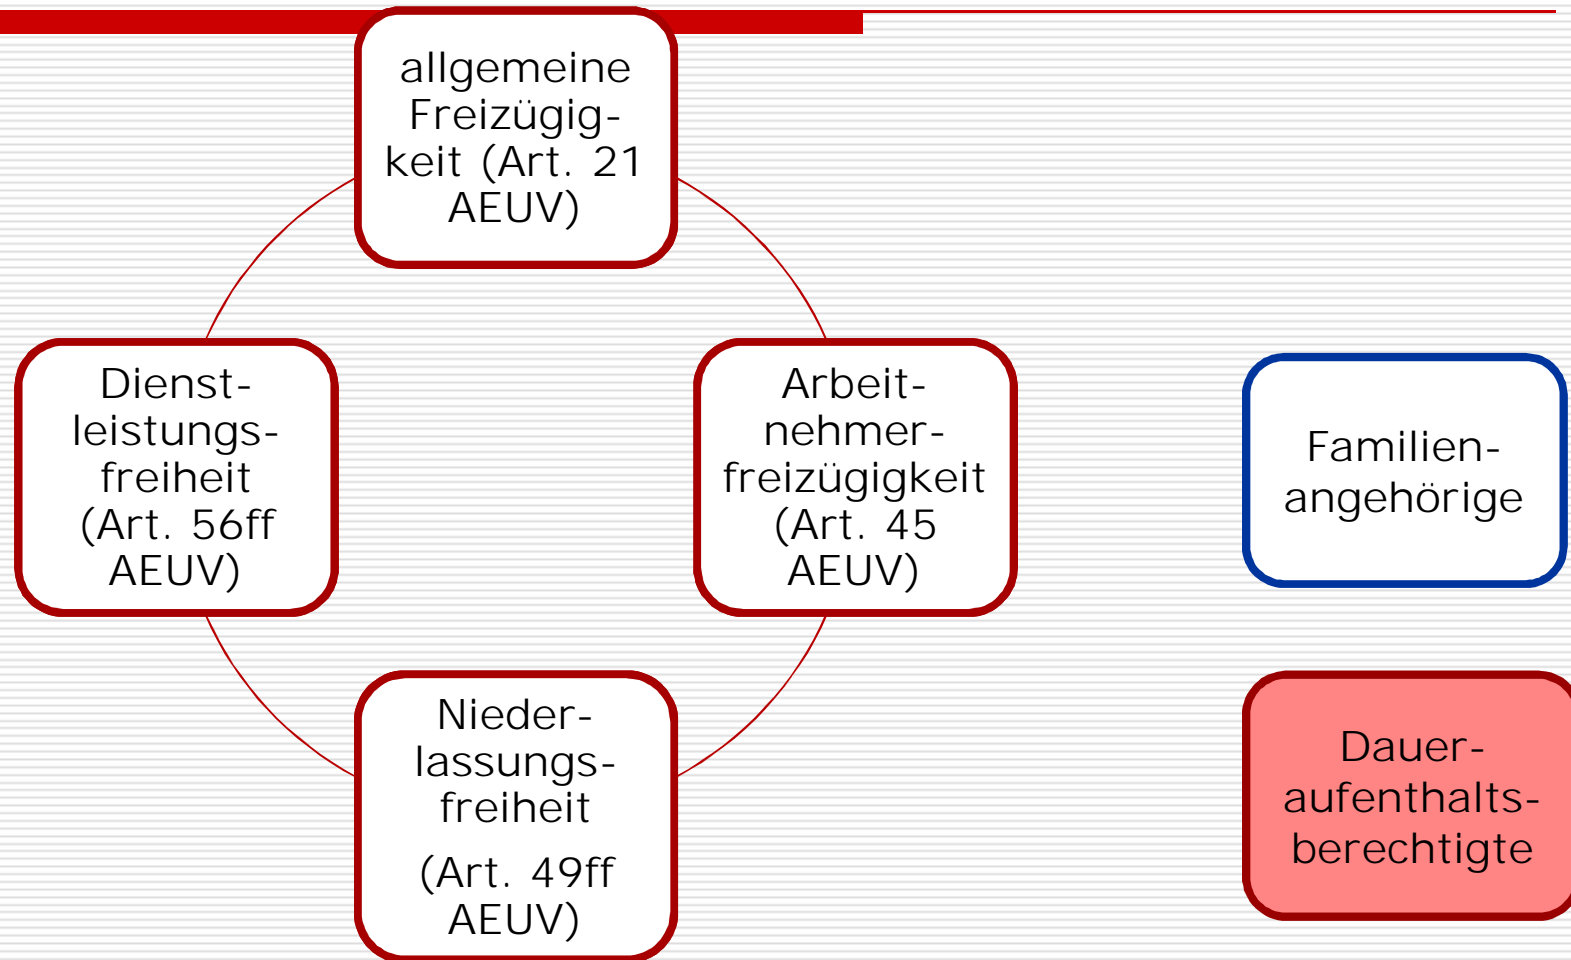 allgemeine
Freizügig-
keit (Art. 21
AEUV)
Dienst-
leistungs-
freiheit
(Art. 56ff
AEUV)
Arbeit-
nehmer-
freizügigkeit
(Art. 45
AEUV)
Nieder-
lassungs-
freiheit
(Art. 49ff
AEUV)
Familien-
angehörige
Dauer-
aufenthalts-
berechtigte